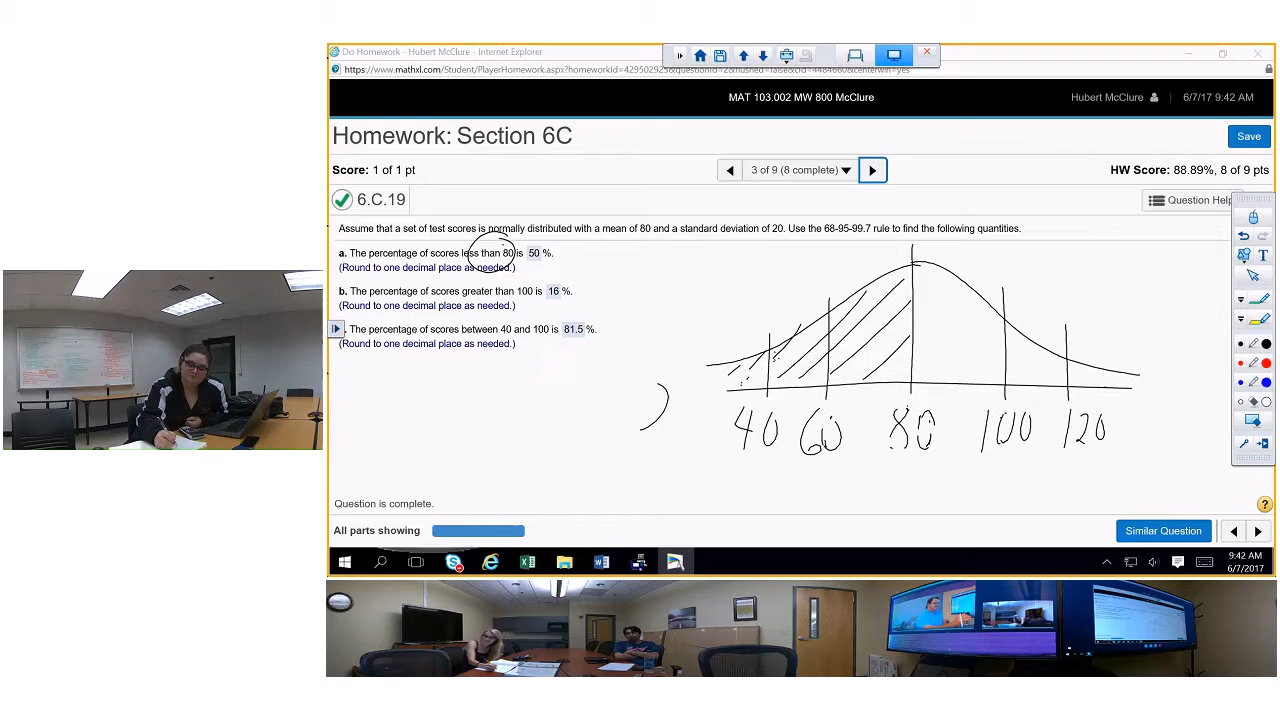 Do Homework - Hubert McClure - Internet Explorer
MAT 103.002 MW 800 McClure
Hubert McClure
6/7/17 9:42 AM
Homework: Section 6C
Save
Score: 1 of 1 pt
3 of 9 (8 complete)
HW Score: 88.89%, 8 of 9 pts
6.C.19
Question Help
Assume that a set of test scores is normally distributed with a mean of 80 and a standard deviation of 20. Use the 68-95-99.7 rule to find the following quantities.
a. The percentage of scores less than 80 is 50 %.
(Round to one decimal place as needed.)
b. The percentage of scores greater than 100 is 16 %.
(Round to one decimal place as needed.)
. The percentage of scores between 40 and 100 is 81.5 %.
(Round to one decimal place as needed.)
40 60 80 100 120
Question is complete.
All parts showing
Similar Question
9:42 AM
6/7/2017